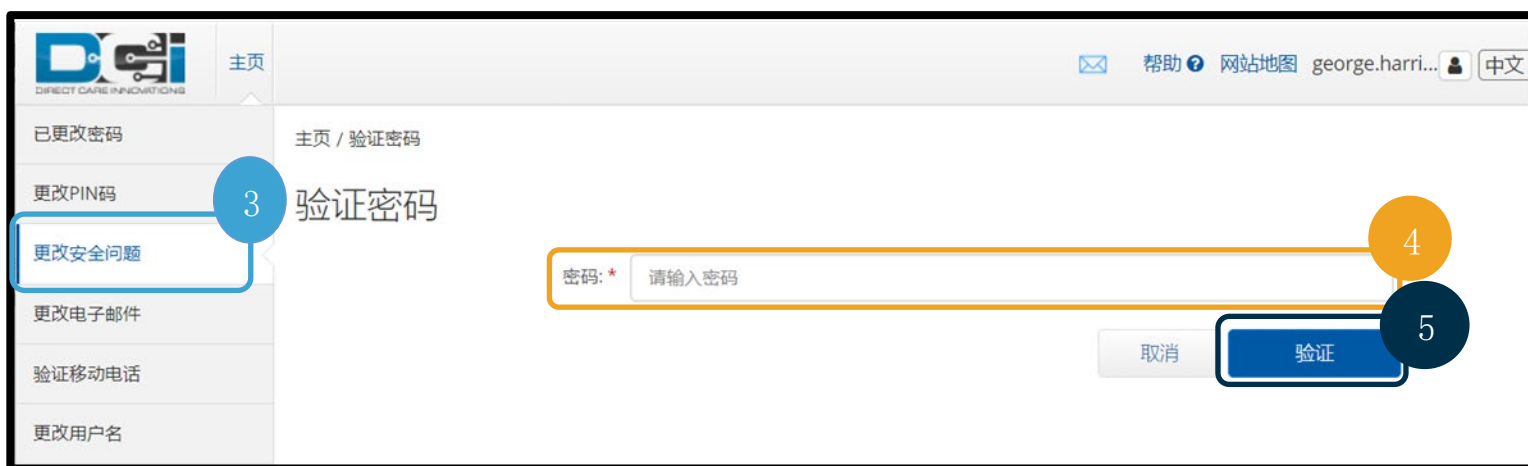 DCi
DIRECT CARE INNOVATIONS
主页
帮助 ? 网站地图 george.harri... 中文
已更改密码
主页 / 验证密码
更改PIN码
3
验证密码
更改安全问题
4
密码: * 请输入密码
更改电子邮件
5
取消 验证
验证移动电话
更改用户名